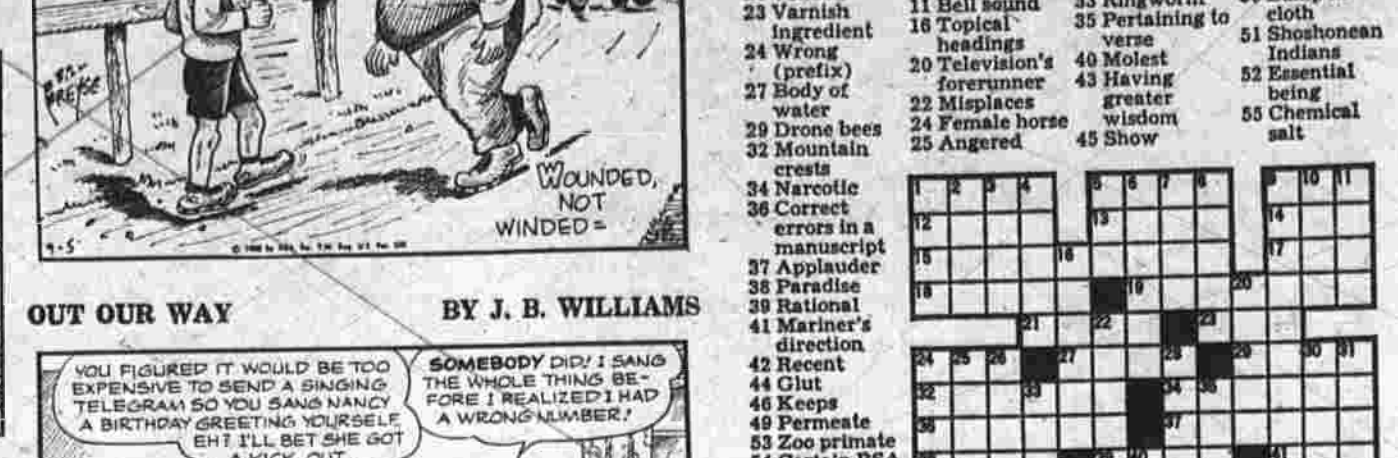 WOUNDED,
NOT
WINDED=
9-5
OUT OUR WAY
BY J. B. WILLIAMS
YOU FIGURED IT WOULD BE TOO
EXPENSIVE TO SEND A SINGING
TELEGRAM SO YOU SANG NANCY
A BIRTHDAY GREETING YOURSELF,
EH? I'LL BET SHE GOT
A KICK OUT
SOMEBODY DID! I SANG
THE WHOLE THING BE-
FORE I REALIZED I HAD
A WRONG NUMBER!
23 Varnish
ingredient
24 Wrong
(prefix)
27 Body of
water
29 Drone bees
32 Mountain
crests
34 Narcotic
36 Correct
errors in a
manuscript
37 Applauder
38 Paradise
39 Rational
41 Mariner's
direction
42 Recent
44 Glut
46 Keeps
49 Permeate
53 Zoo primate
11 Bell sound
16 Topical
headings
20 Television's
forerunner
22 Misplaces
24 Female horse
25 Angered
33 Ringworm
35 Pertaining to
verse
40 Molest
43 Having
greater
wisdom
45 Show
cloth
51 Shoshonean
Indians
52 Essential
being
55 Chemical
salt
1 2 3 4 5 6 7 8 9 10 11
12 13 14
15 16 17
18 19 20
21 22 23
24 25 26 27 28 29 30 31
32 33 34 35
36 37